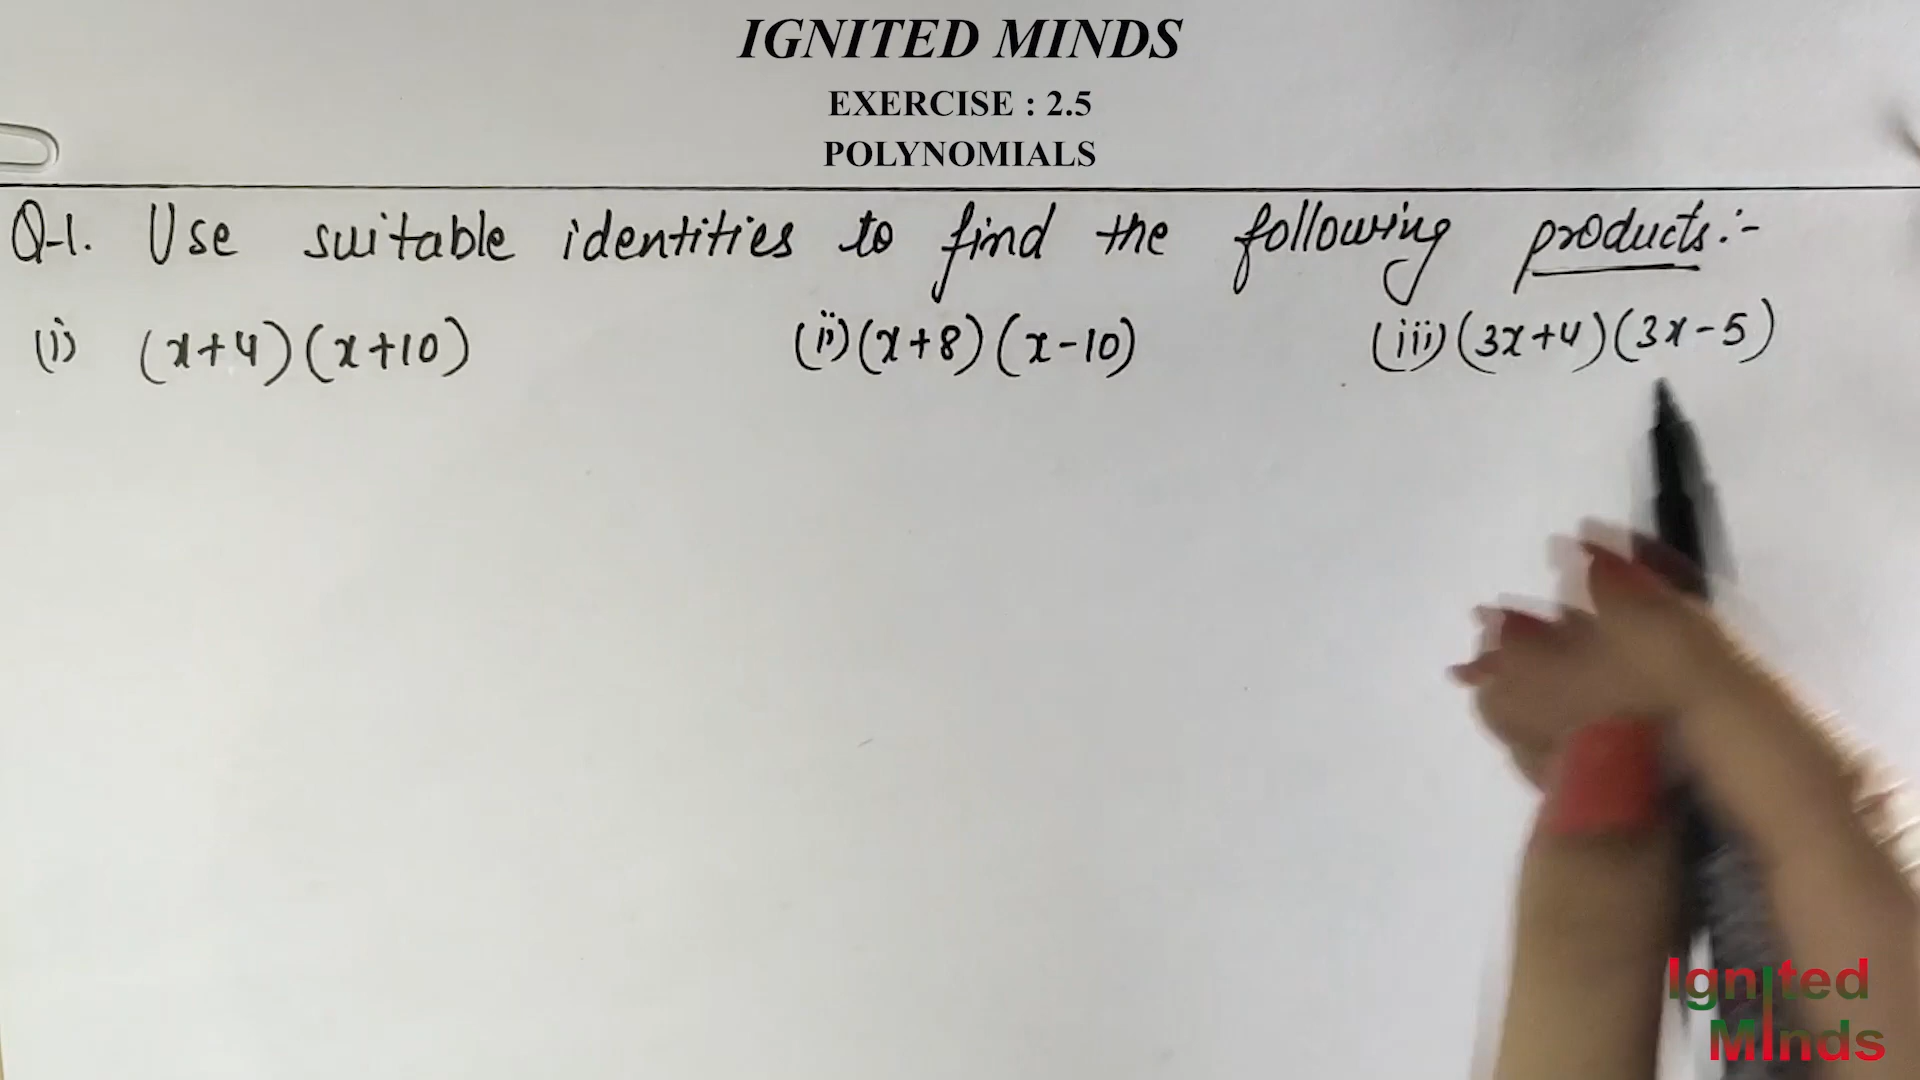 IGNITED MINDS
EXERCISE : 2.5
POLYNOMIALS
Q-1. Use suitable identities to find the following products:-
(i) (x+4)(x+10) (ii) (x+8)(x-10) (iii) (3x+4)(3x-5)
Ignited
Minds